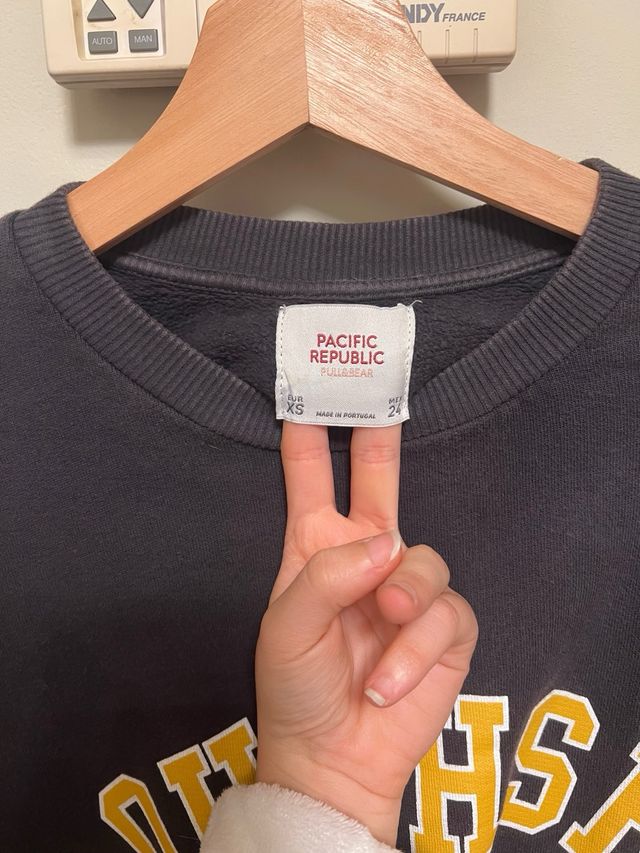 AUTO MAN
NDY FRANCE
PACIFIC
REPUBLIC
PULL&BEAR
EUR
XS
MEX
24
MADE IN PORTUGAL